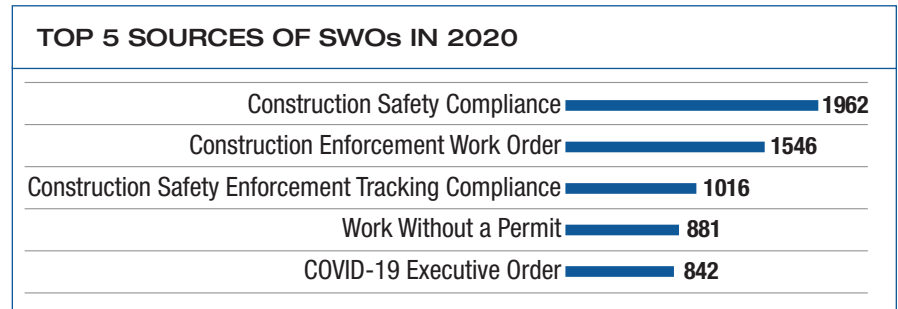 TOP 5 SOURCES OF SWOs IN 2020
Construction Safety Compliance 1962
Construction Enforcement Work Order 1546
Construction Safety Enforcement Tracking Compliance 1016
Work Without a Permit 881
COVID-19 Executive Order 842